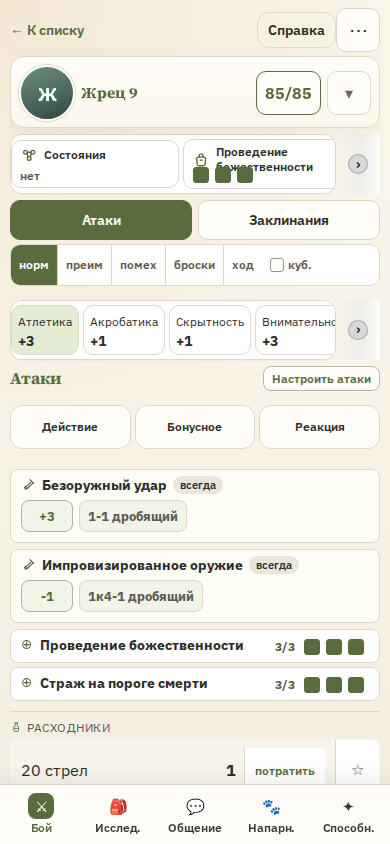 ← К списку
Справка
...
Ж
Жрец 9
85/85
▾
Состояния
нет
Проведение
божественности
›
Атаки
Заклинания
норм
преим
помех
броски
ход
куб.
Атлетика
+3
Акробатика
+1
Скрытность
+1
Внимательно
+3
›
Атаки
Настроить атаки
Действие
Бонусное
Реакция
Безоружный удар
всегда
+3
1-1 дробящий
Импровизированное оружие
всегда
-1
1к4-1 дробящий
Проведение божественности
3/3
Страж на пороге смерти
3/3
РАСХОДНИКИ
20 стрел
1
потратить
☆
Бой
Исслед.
Общение
Напарн.
Способн.